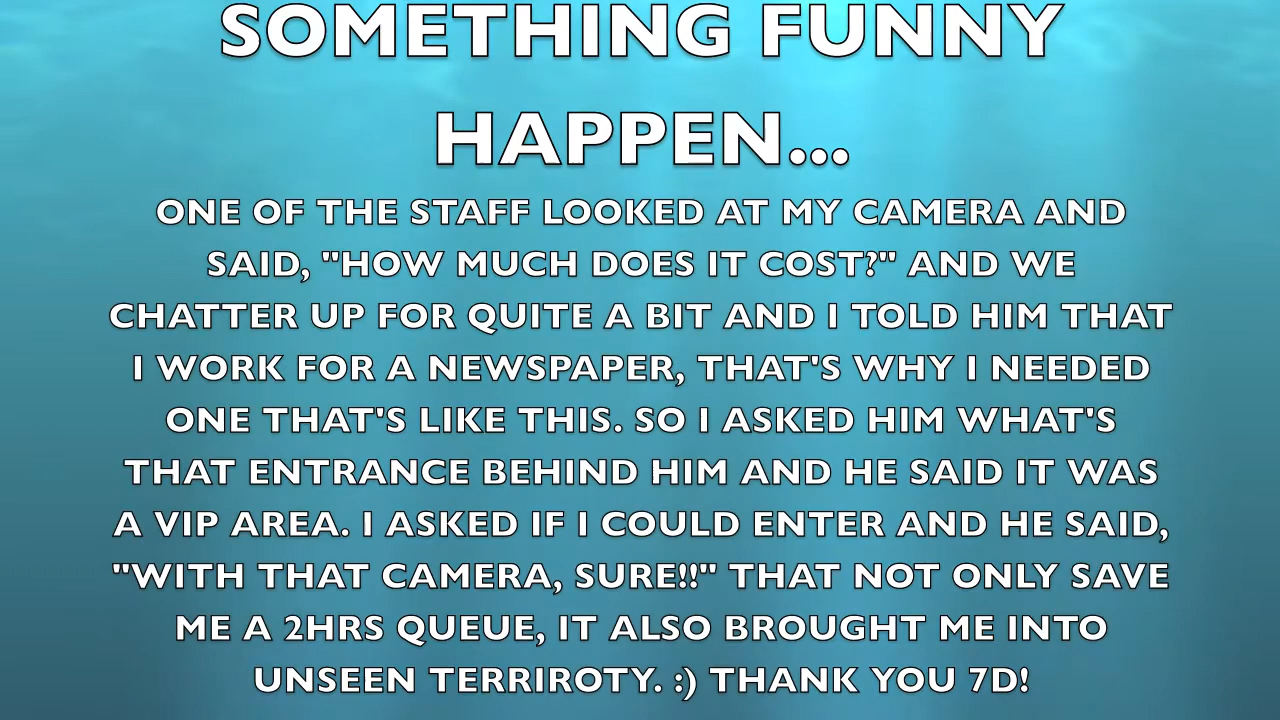 SOMETHING FUNNY
HAPPEN...
ONE OF THE STAFF LOOKED AT MY CAMERA AND
SAID, "HOW MUCH DOES IT COST?" AND WE
CHATTER UP FOR QUITE A BIT AND I TOLD HIM THAT
I WORK FOR A NEWSPAPER, THAT'S WHY I NEEDED
ONE THAT'S LIKE THIS. SO I ASKED HIM WHAT'S
THAT ENTRANCE BEHIND HIM AND HE SAID IT WAS
A VIP AREA. I ASKED IF I COULD ENTER AND HE SAID,
"WITH THAT CAMERA, SURE!!" THAT NOT ONLY SAVE
ME A 2HRS QUEUE, IT ALSO BROUGHT ME INTO
UNSEEN TERRIROTY. :) THANK YOU 7D!